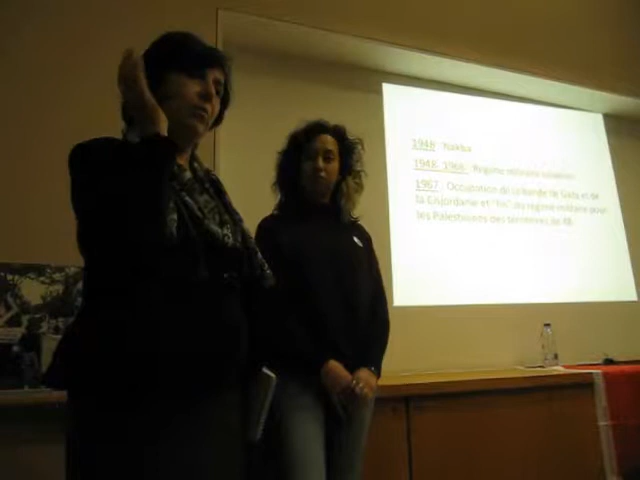 1948 : Nakba
1948- 1966 : Régime militaire
1967 : Occupation de la Bande de Gaza et de
la Cisjordanie et "fin" du régime militaire pour
les Palestiniens des territoires de 48.